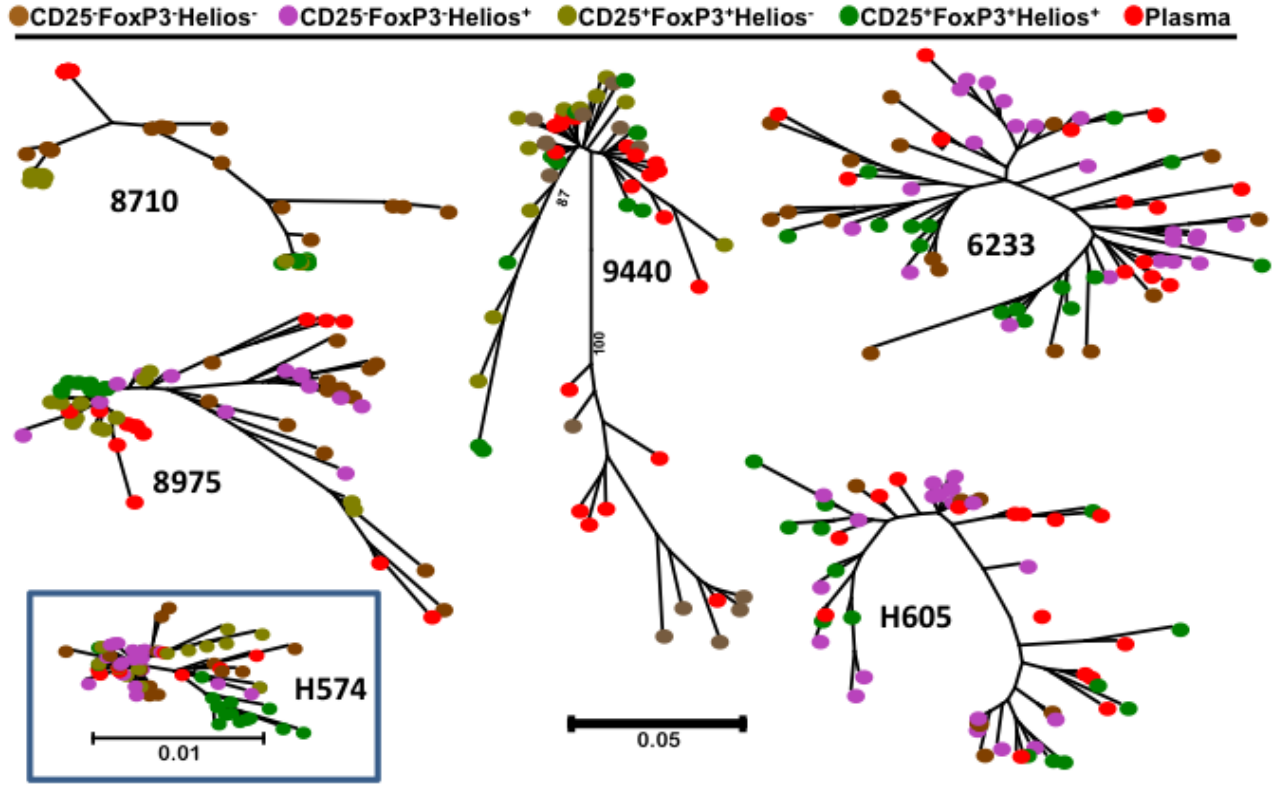 CD25⁻FoxP3⁻Helios⁻ CD25⁻FoxP3⁻Helios⁺ CD25⁺FoxP3⁺Helios⁻ CD25⁺FoxP3⁺Helios⁺ Plasma
8710
87
9440
6233
100
8975
H605
H574
0.01
0.05